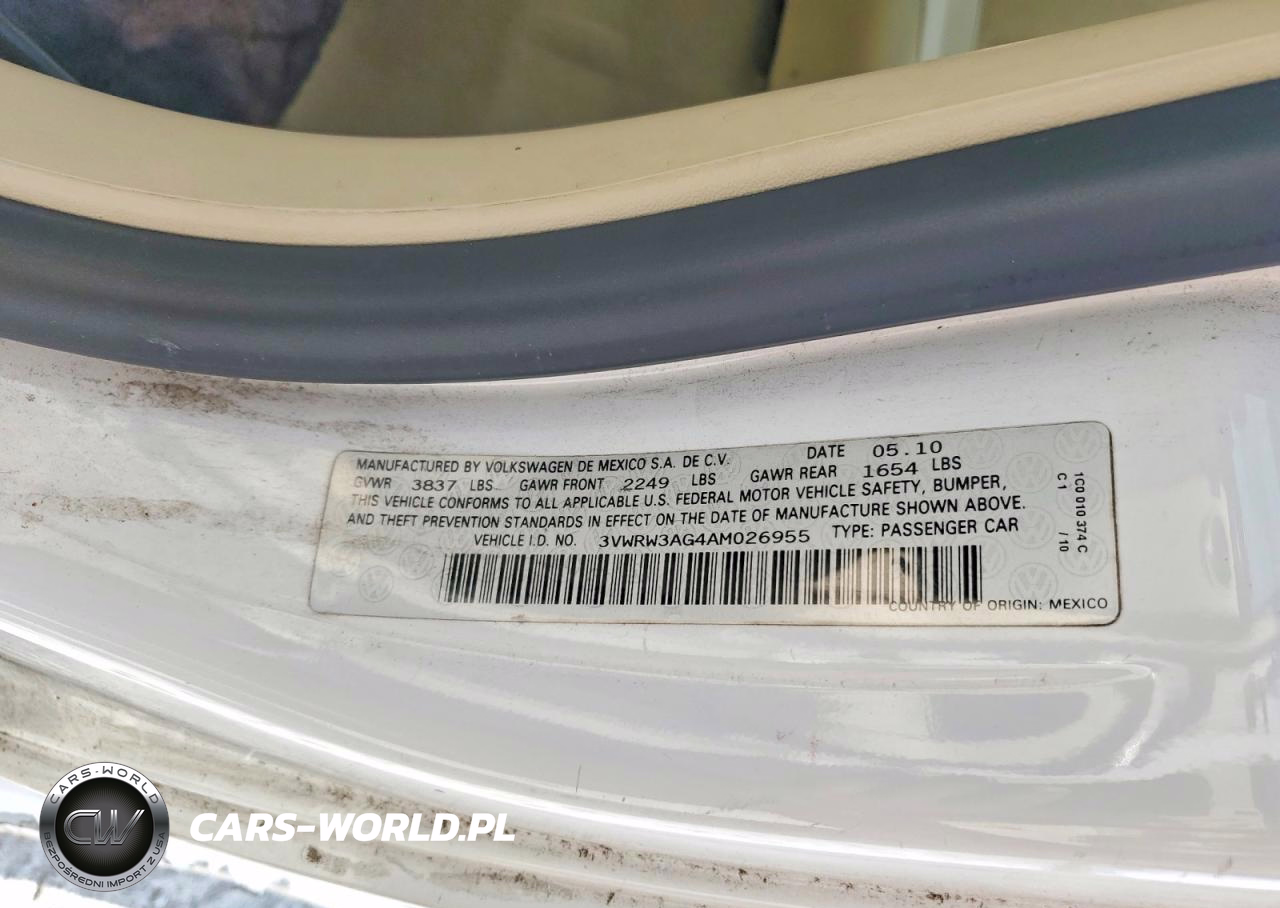 MANUFACTURED BY VOLKSWAGEN DE MEXICO S.A. DE C.V. DATE 05.10
GVWR 3837 LBS GAWR FRONT 2249 LBS GAWR REAR 1654 LBS
THIS VEHICLE CONFORMS TO ALL APPLICABLE U.S. FEDERAL MOTOR VEHICLE SAFETY, BUMPER,
AND THEFT PREVENTION STANDARDS IN EFFECT ON THE DATE OF MANUFACTURE SHOWN ABOVE.
VEHICLE I.D. NO. 3VWRW3AG4AM026955 TYPE: PASSENGER CAR
COUNTRY OF ORIGIN: MEXICO
1C0 010 374 C
C1 /10
CARS-WORLD
CW
BEZPOŚREDNI IMPORT Z USA
CARS-WORLD.PL